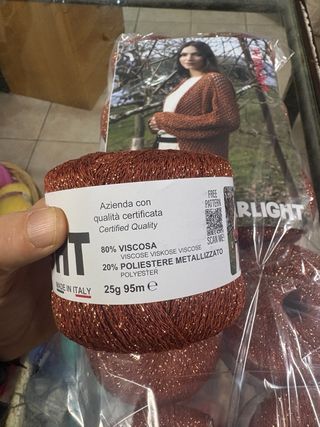 RLIGHT
Azienda con
qualità certificata
Certified Quality
HT
80% VISCOSA
VISCOSE VISKOSE VISCOSE
20% POLIESTERE METALLIZZATO
POLYESTER
25g 95m e
MADE IN ITALY
FREE
PATTERN
SCAN ME!